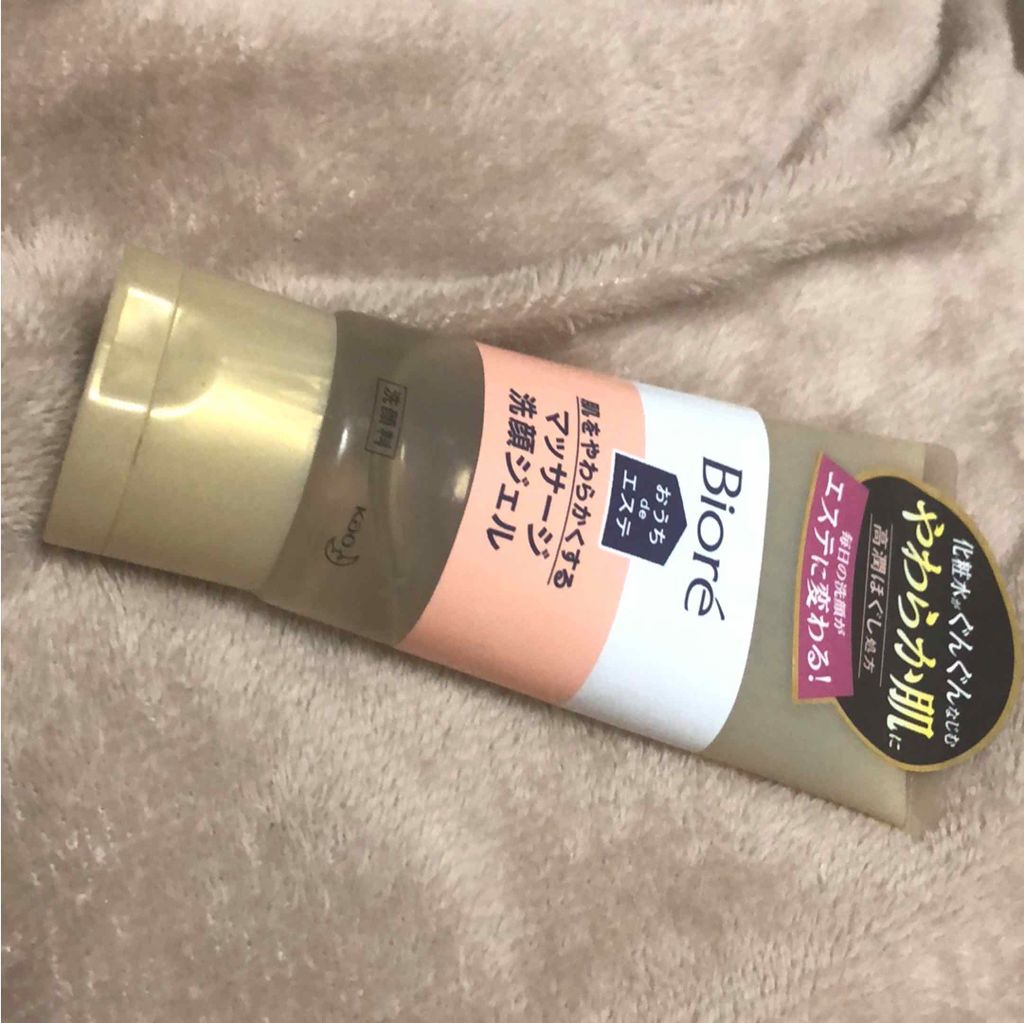 化粧水がぐんぐんなじむ
やわらか肌に
高潤ほぐし処方
毎日の洗顔が
エステに変わる!
Bioré
おうち
de
エステ
肌をやわらかくする
マッサージ
洗顔ジェル
洗顔料
Kao